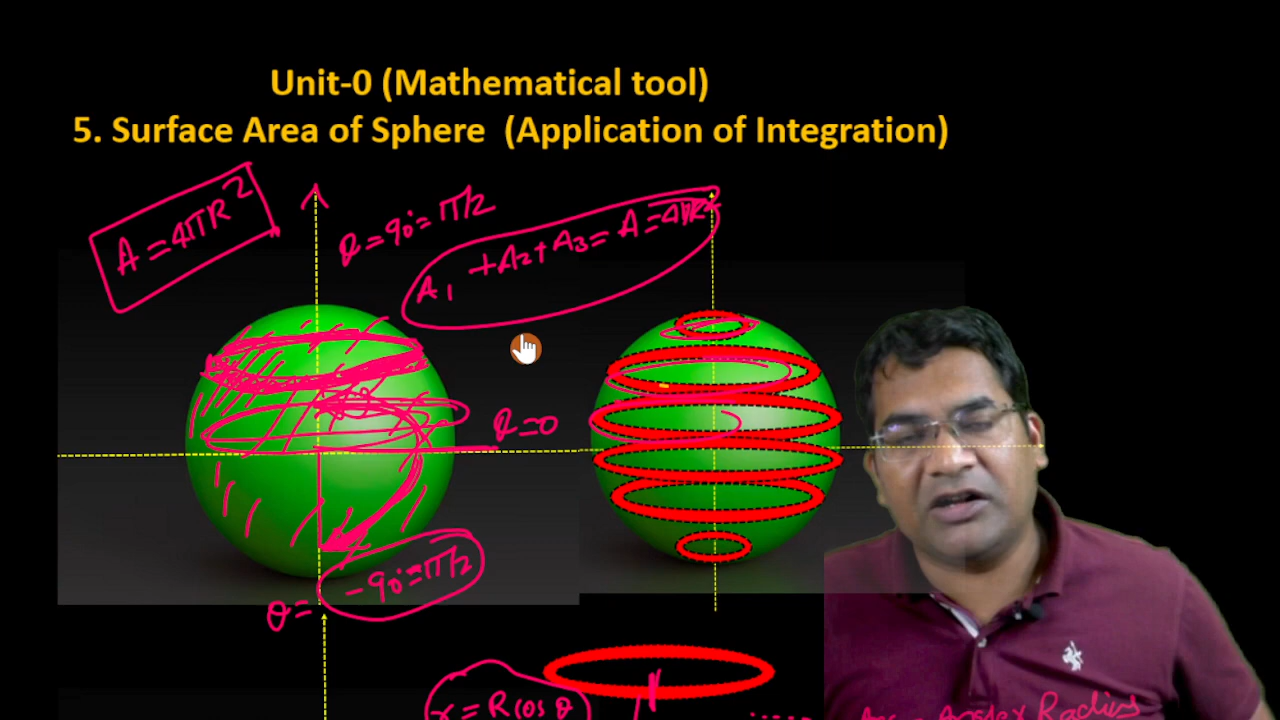 Unit-0 (Mathematical tool)
5. Surface Area of Sphere (Application of Integration)
A = 4πR²
θ = 90° = π/2
A₁ + A₂ + A₃ = A = 4πR²
θ = 0
θ = -90° = π/2
x = R cos θ
Radius